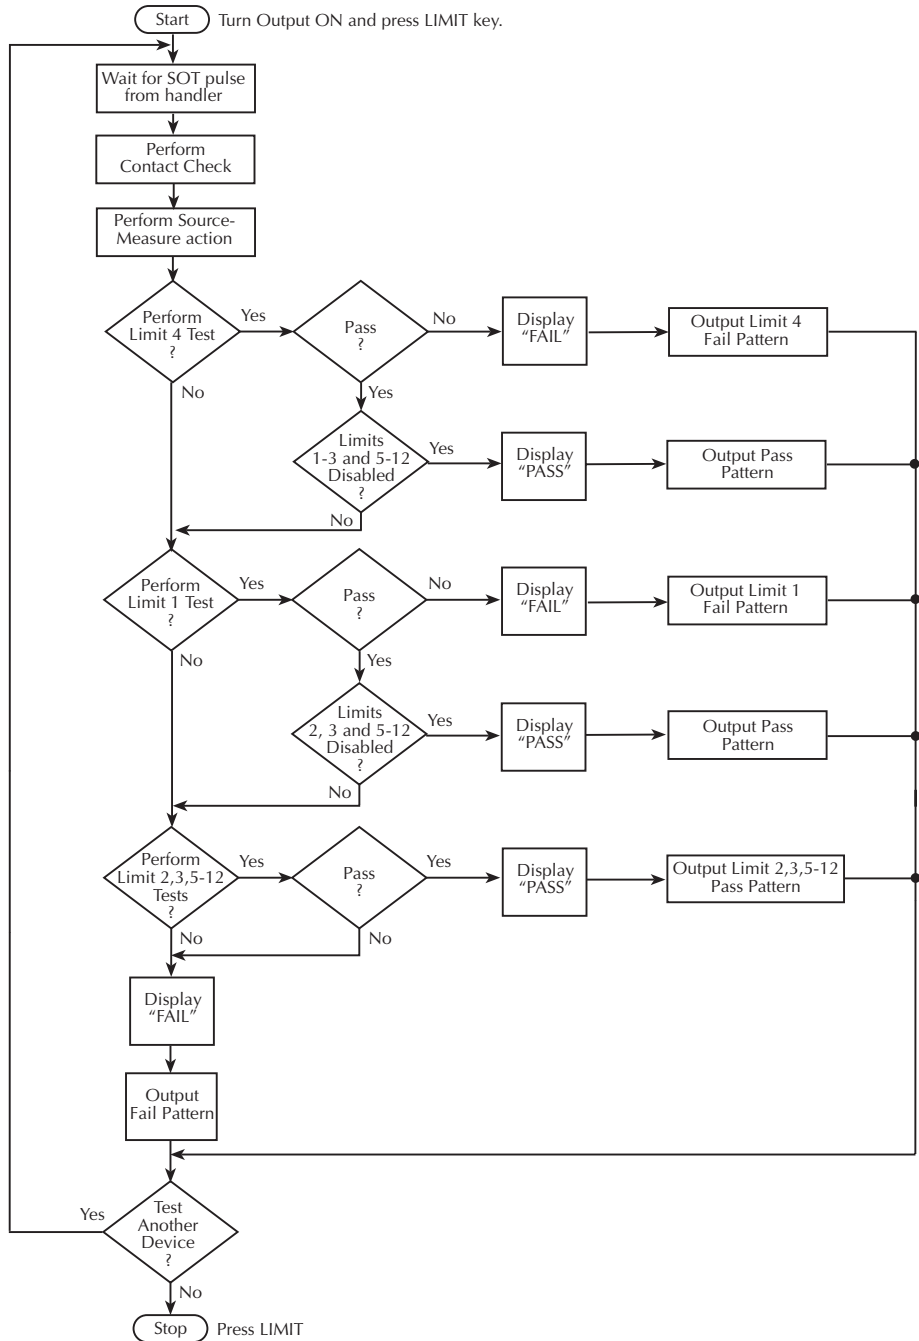 Start
Turn Output ON and press LIMIT key.
Wait for SOT pulse
from handler
Perform
Contact Check
Perform Source-
Measure action
Perform
Limit 4 Test
?
Yes
No
Pass
?
No
Yes
Display
“FAIL”
Output Limit 4
Fail Pattern
Limits
1-3 and 5-12
Disabled
?
Yes
No
Display
“PASS”
Output Pass
Pattern
Perform
Limit 1 Test
?
Yes
No
Pass
?
No
Yes
Display
“FAIL”
Output Limit 1
Fail Pattern
Limits
2, 3 and 5-12
Disabled
?
Yes
No
Display
“PASS”
Output Pass
Pattern
Perform
Limit 2,3,5-12
Tests
?
Yes
No
Pass
?
Yes
No
Display
“PASS”
Output Limit 2,3,5-12
Pass Pattern
Display
“FAIL”
Output
Fail Pattern
Test
Another
Device
?
Yes
No
Stop
Press LIMIT